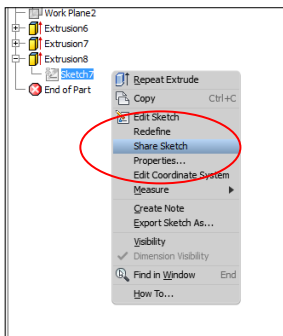 Work Plane2
Extrusion6
Extrusion7
Extrusion8
Sketch7
End of Part
Repeat Extrude
Copy Ctrl+C
Edit Sketch
Redefine
Share Sketch
Properties...
Edit Coordinate System
Measure
Create Note
Export Sketch As...
Visibility
Dimension Visibility
Find in Window End
How To...